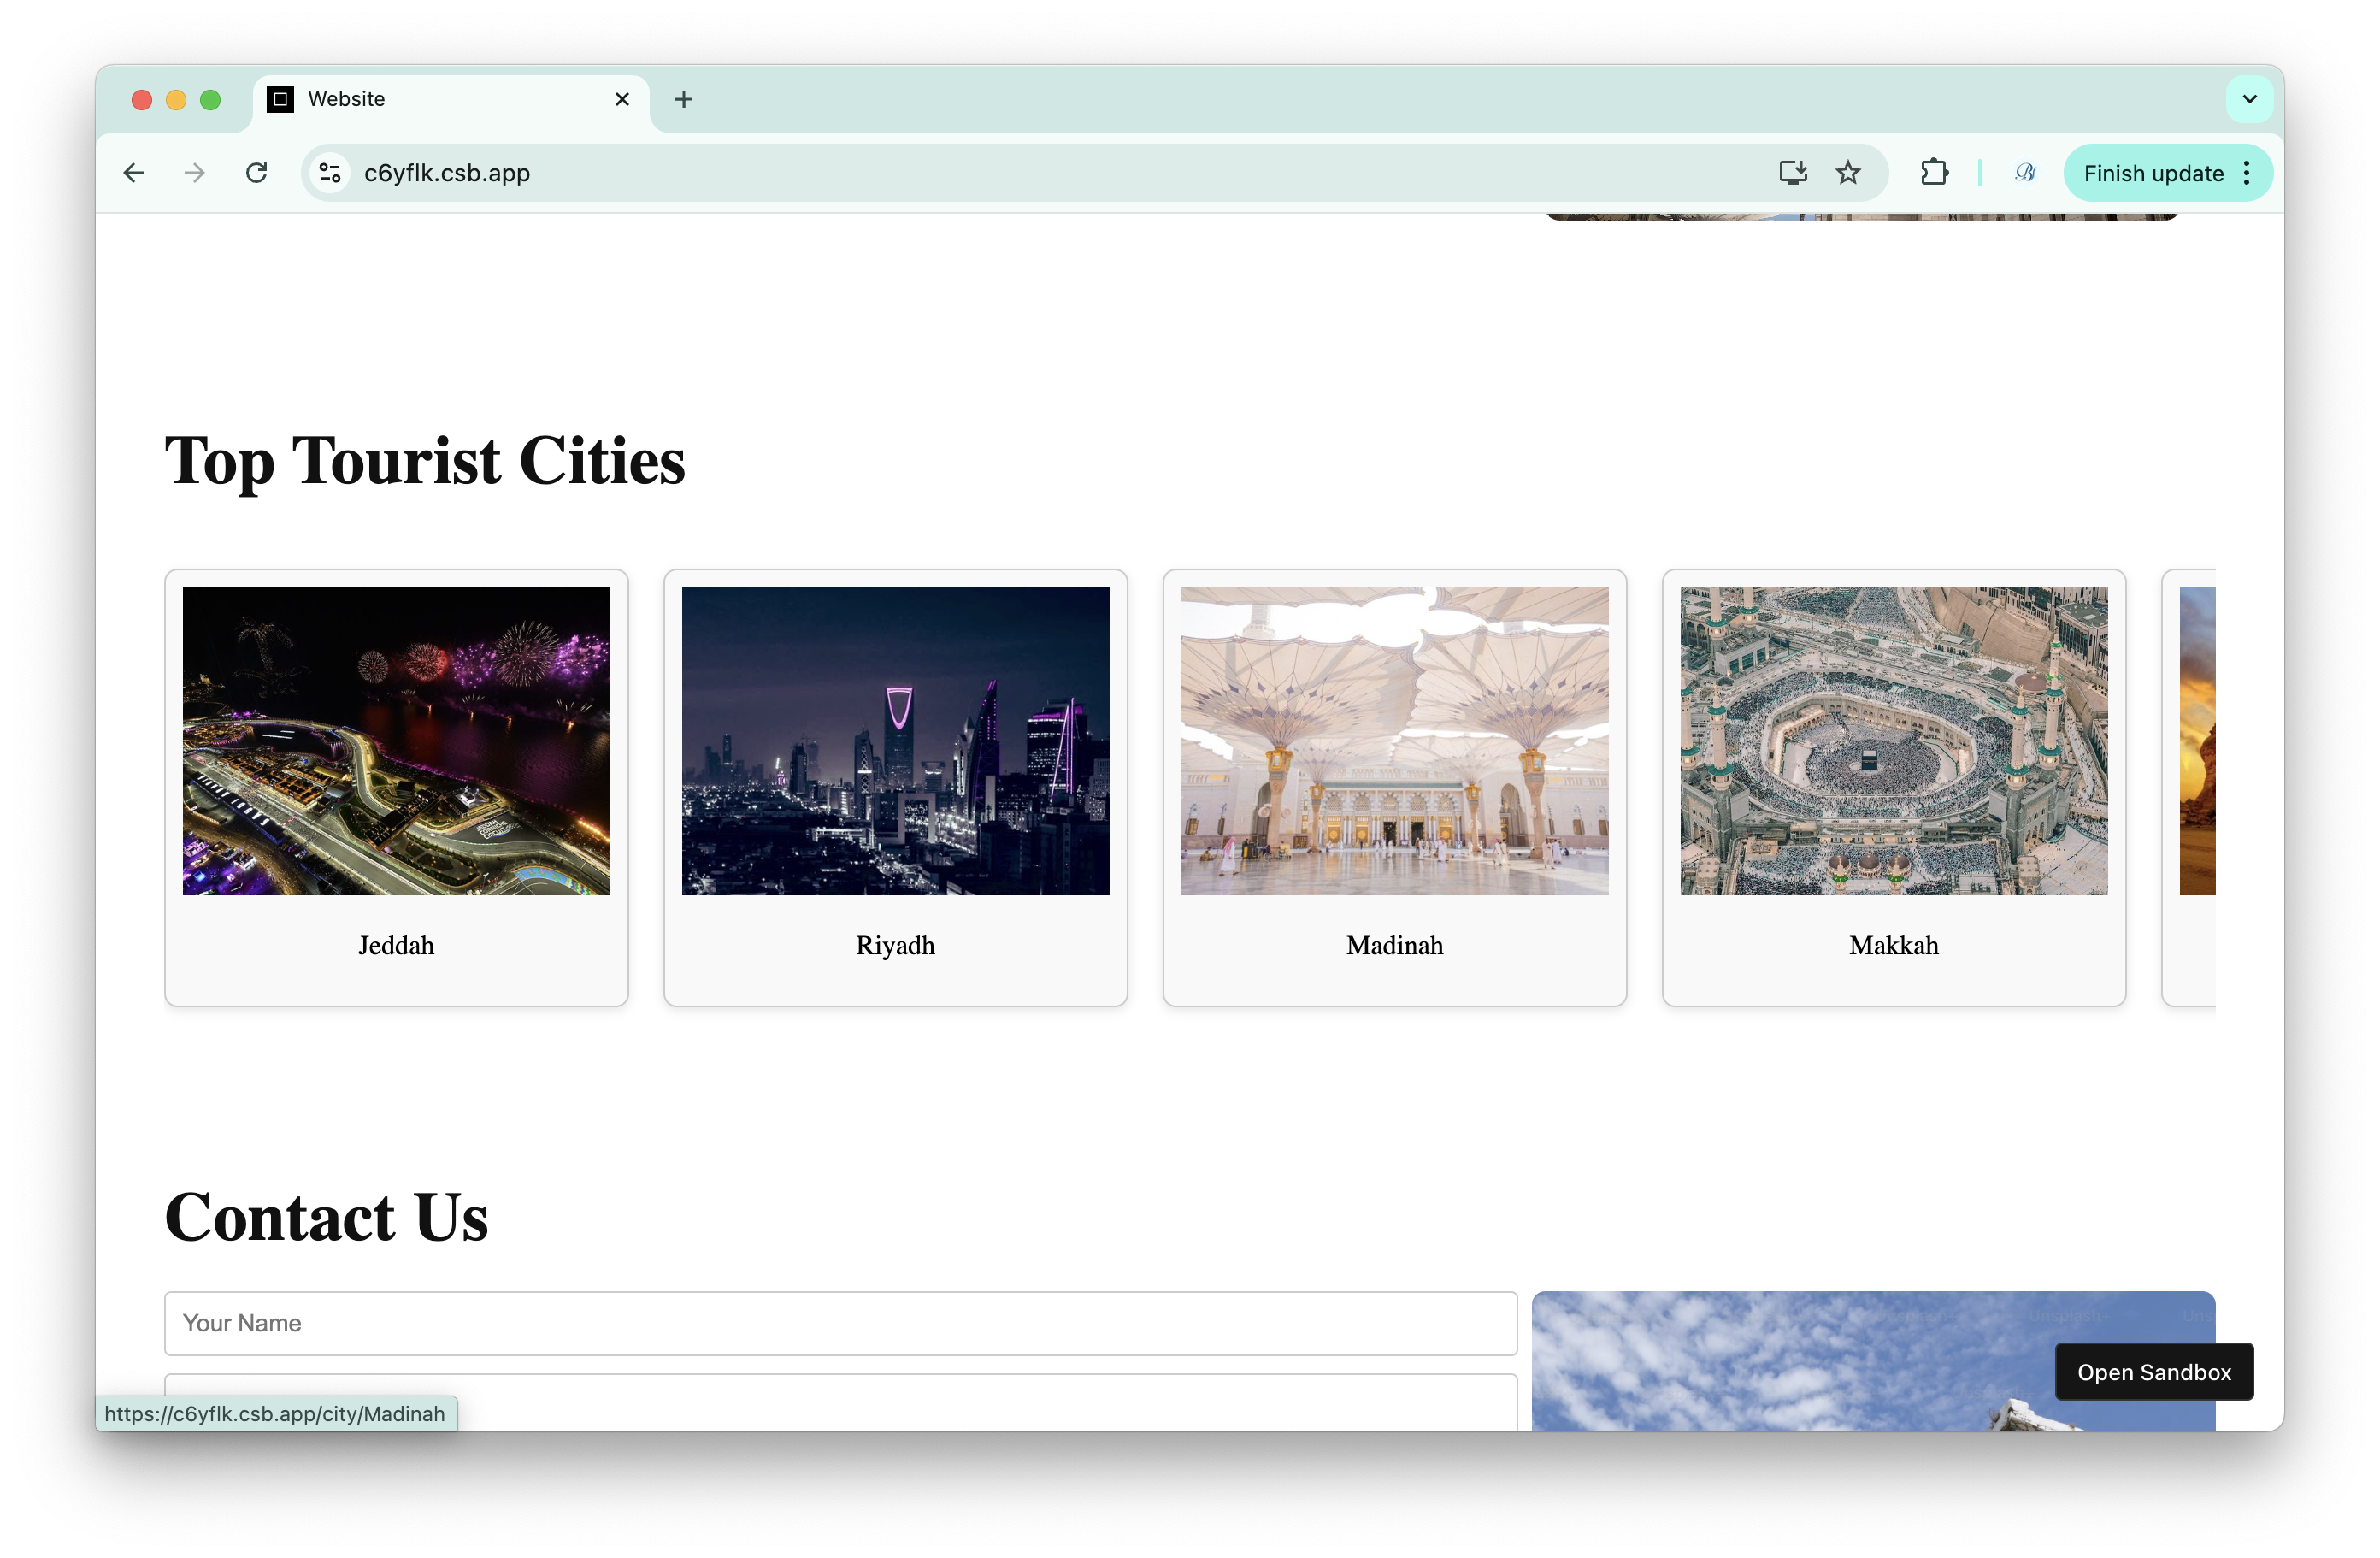 Website
c6yflk.csb.app
Finish update
Top Tourist Cities
Jeddah
Riyadh
Madinah
Makkah
Contact Us
Your Name
Unsplash+
Open Sandbox
https://c6yflk.csb.app/city/Madinah